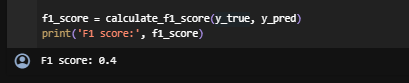 f1_score = calculate_f1_score(y_true, y_pred)
print('F1 score:', f1_score)
F1 score: 0.4